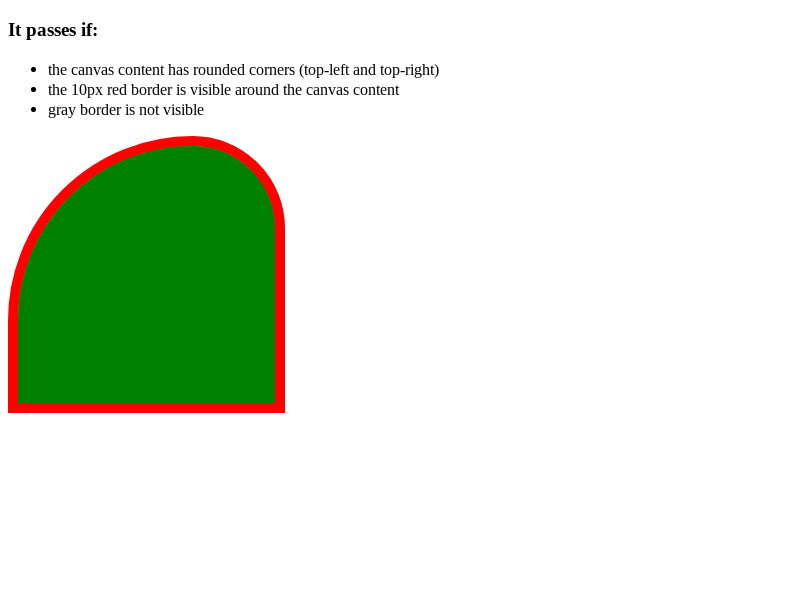 It passes if:
the canvas content has rounded corners (top-left and top-right)
the 10px red border is visible around the canvas content
gray border is not visible